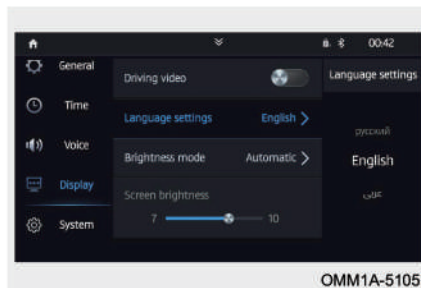 00:42
General
Time
Voice
Display
System
Driving video
Language settings English
Brightness mode Automatic
Screen brightness
7 10
Language settings
русский
English
عربى
OMM1A-5105